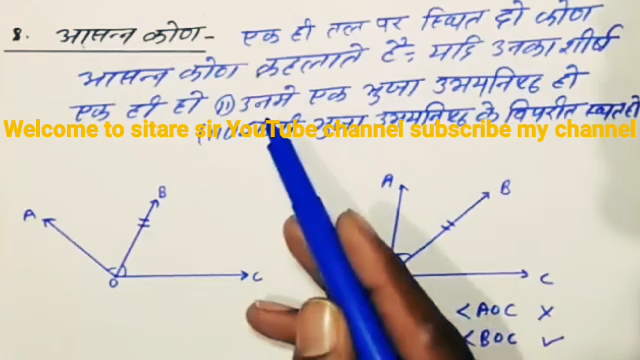 8. आसन्न कोण - एक ही तल पर स्थित दो कोण
आसन्न कोण कहलाते है, यदि उनका शीर्ष
एक ही हो (ii) उनमे एक भुजा उभयनिष्ठ हो
Welcome to sitare sir YouTube channel subscribe my channel
भुजा उभयनिष्ठ के विपरीत
A B
A B
O C
C
<AOC ×
<BOC ✓